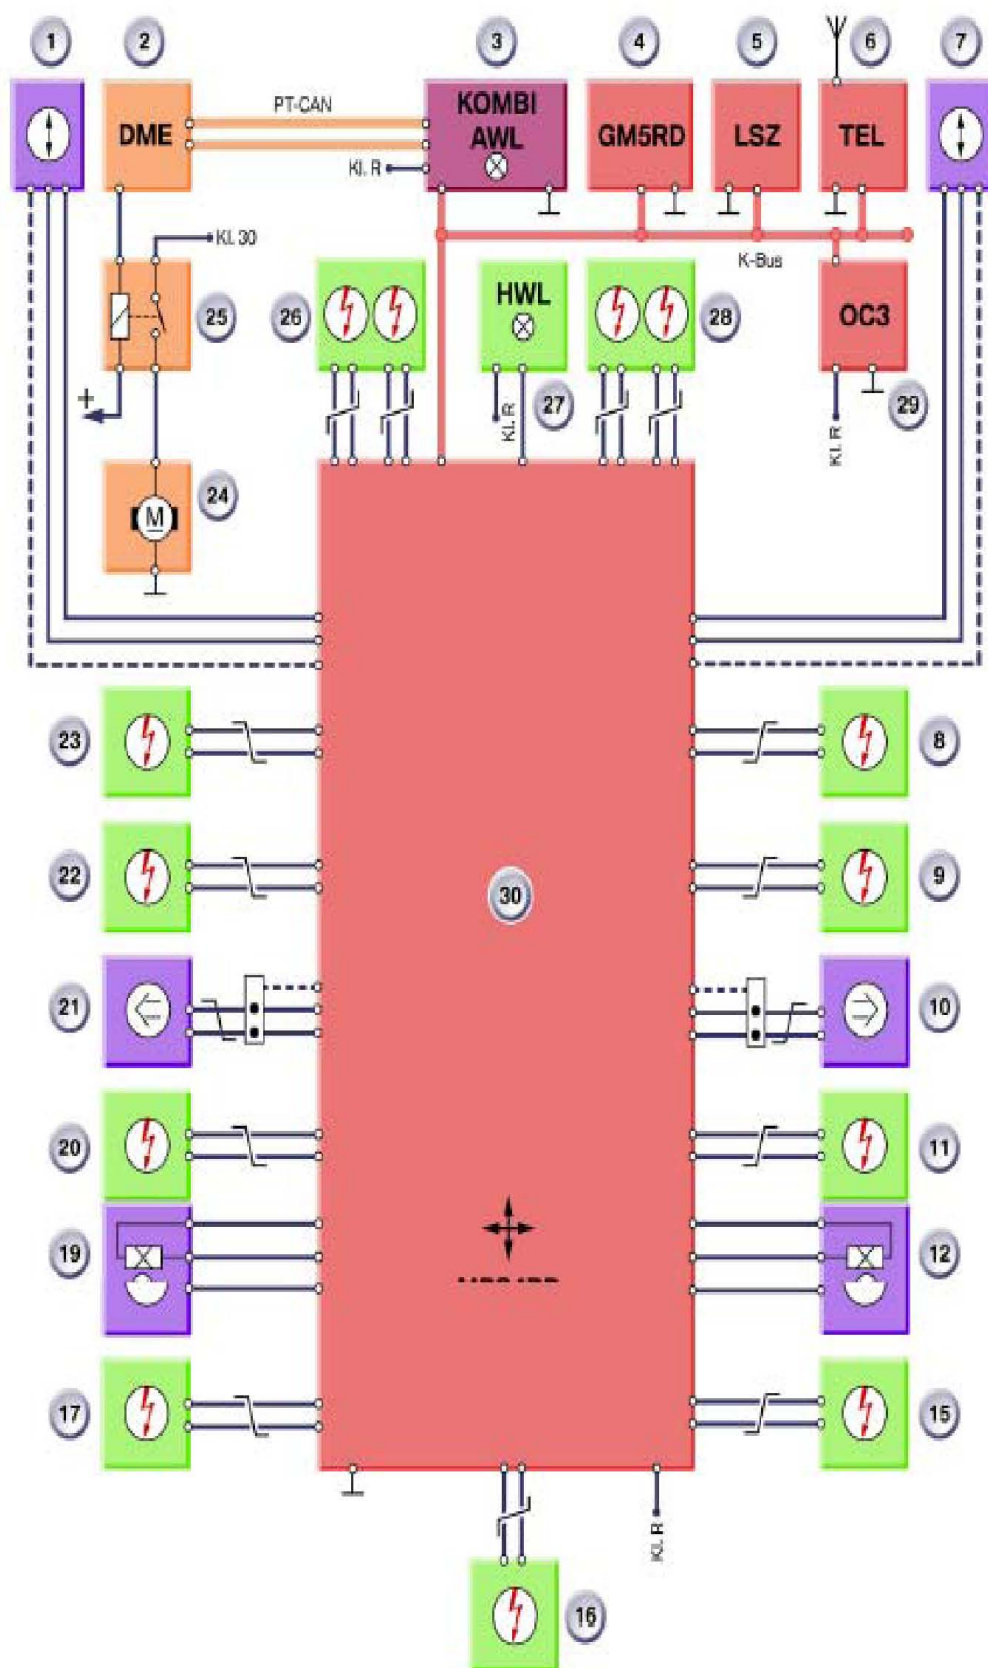 1
2
3
4
5
6
7
DME
PT-CAN
KOMBI
AWL
GM5RD
LSZ
TEL
Kl. R
Kl. 30
K-Bus
25
26
HWL
28
OC3
+
Kl. R
27
Kl. R
29
24
M
23
8
22
9
30
21
10
20
11
19
12
17
15
Kl. R
16